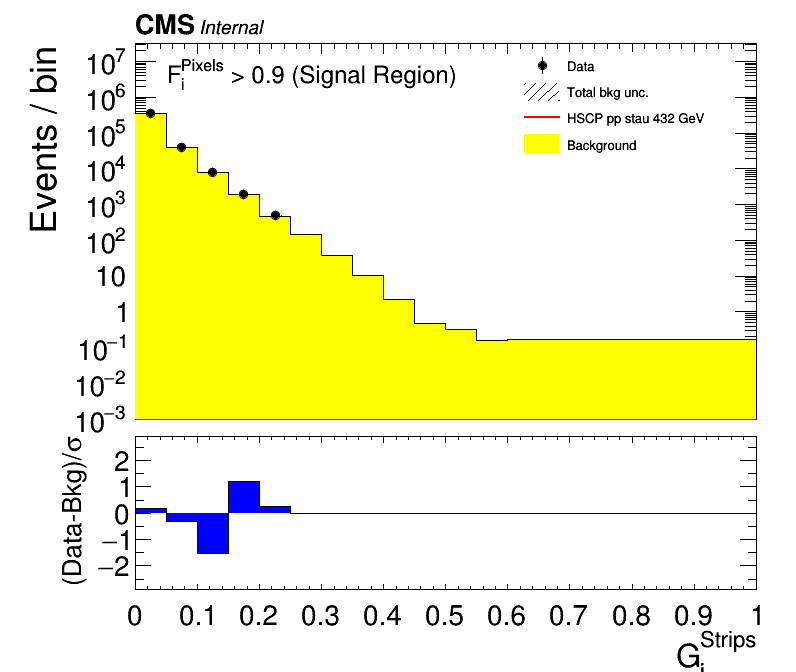 CMS Internal
F_i^Pixels > 0.9 (Signal Region)
Data
Total bkg unc.
HSCP pp stau 432 GeV
Background
Events / bin
10^7
10^6
10^5
10^4
10^3
10^2
10
1
10^−1
10^−2
10^−3
(Data-Bkg)/σ
2
1
0
−1
−2
0 0.1 0.2 0.3 0.4 0.5 0.6 0.7 0.8 0.9 1
G_i^Strips